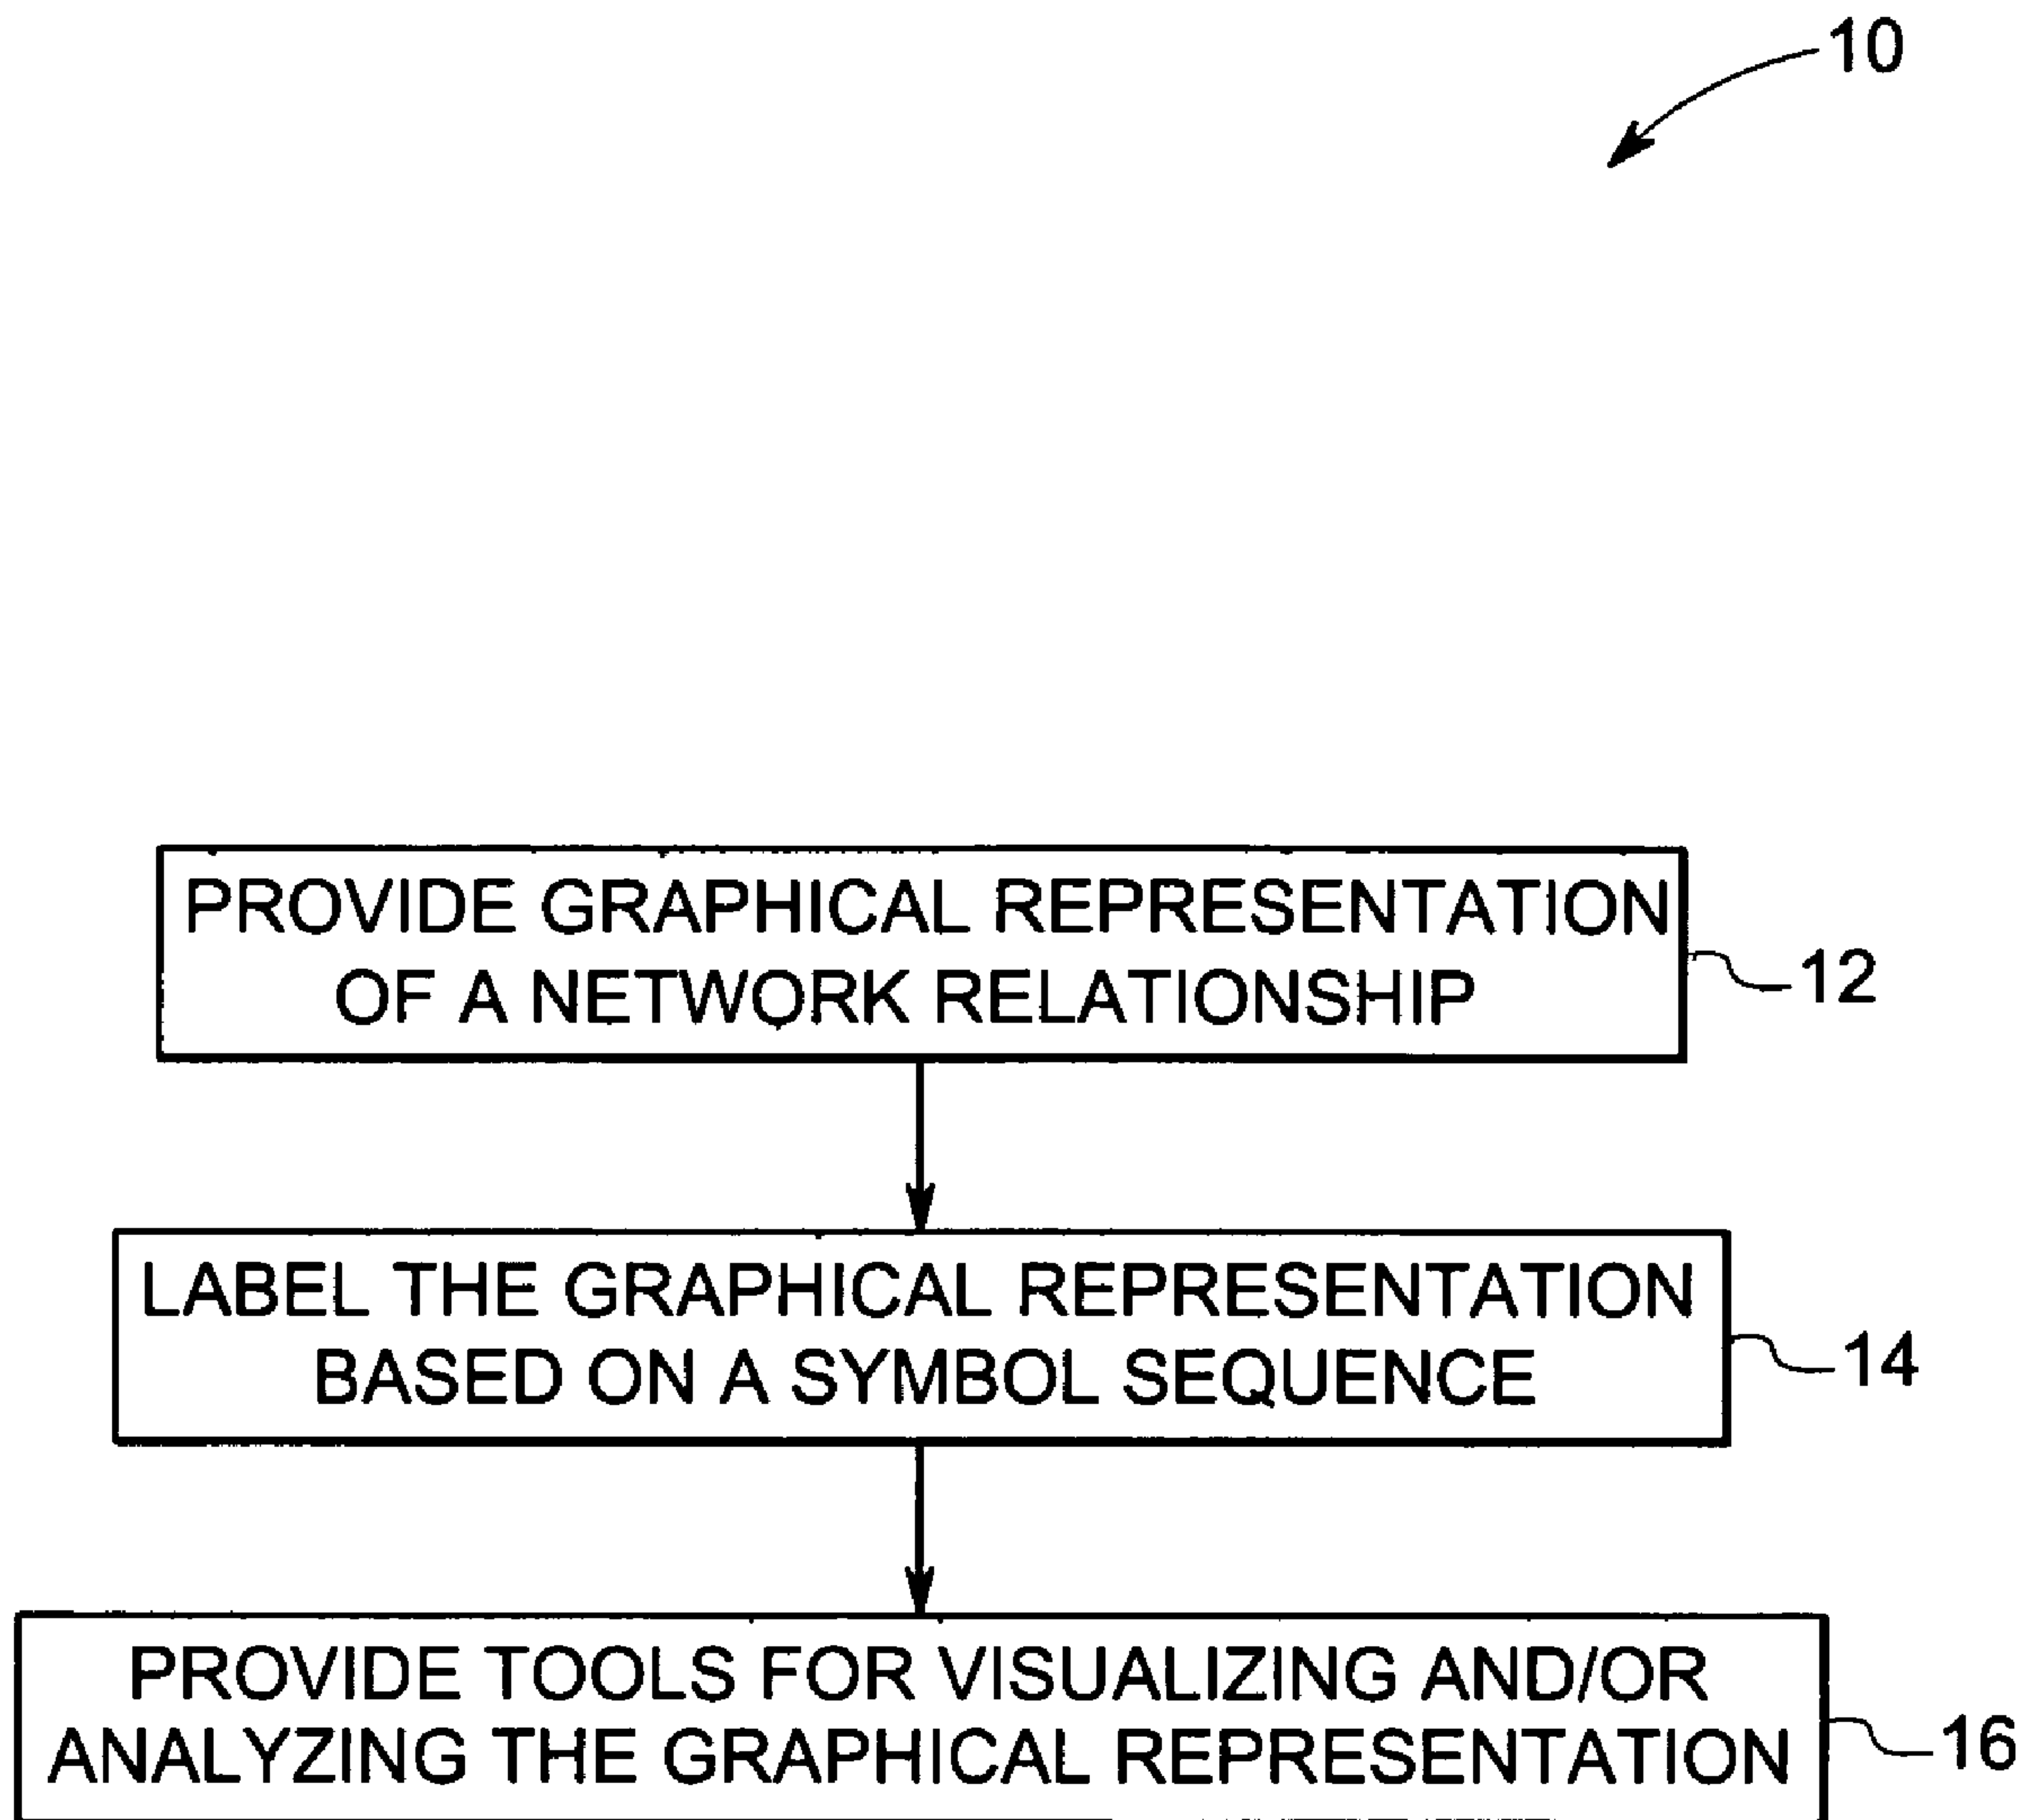 10
PROVIDE GRAPHICAL REPRESENTATION
OF A NETWORK RELATIONSHIP
12
LABEL THE GRAPHICAL REPRESENTATION
BASED ON A SYMBOL SEQUENCE
14
PROVIDE TOOLS FOR VISUALIZING AND/OR
ANALYZING THE GRAPHICAL REPRESENTATION
16